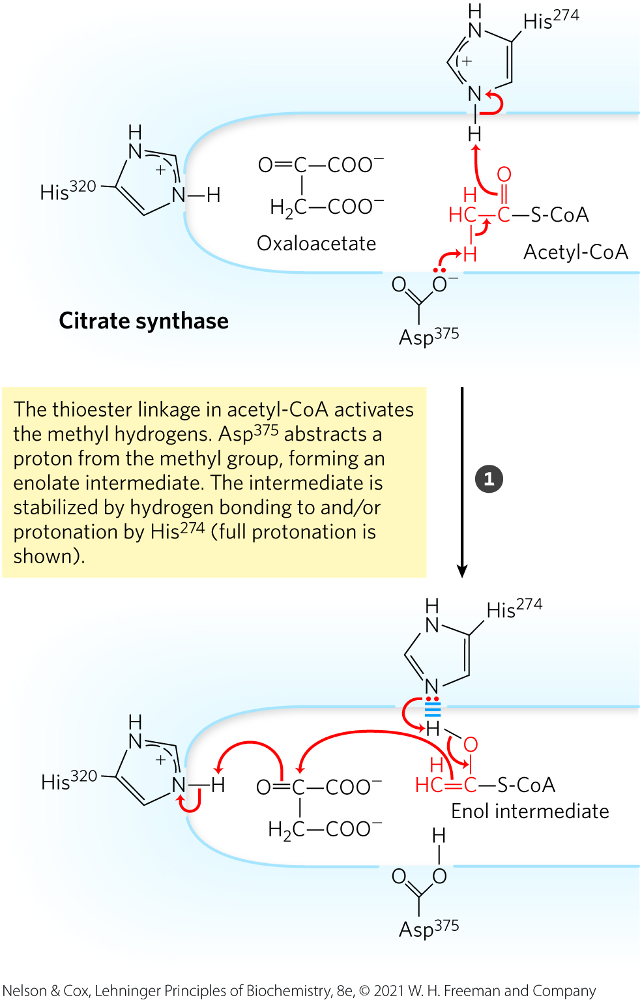 H
N
His²⁷⁴
+
N
H
H
N
+
His³²⁰
N—H
O=C—COO⁻
H₂C—COO⁻
Oxaloacetate
O
H
HC—C—S-CoA
H
Acetyl-CoA
O
O⁻
Asp³⁷⁵
Citrate synthase
The thioester linkage in acetyl-CoA activates
the methyl hydrogens. Asp³⁷⁵ abstracts a
proton from the methyl group, forming an
enolate intermediate. The intermediate is
stabilized by hydrogen bonding to and/or
protonation by His²⁷⁴ (full protonation is
shown).
1
H
N
His²⁷⁴
N
H
O
H
N
+
His³²⁰
N—H
O=C—COO⁻
H₂C—COO⁻
H
HC=C—S-CoA
Enol intermediate
H
O
O
Asp³⁷⁵
Nelson & Cox, Lehninger Principles of Biochemistry, 8e, © 2021 W. H. Freeman and Company